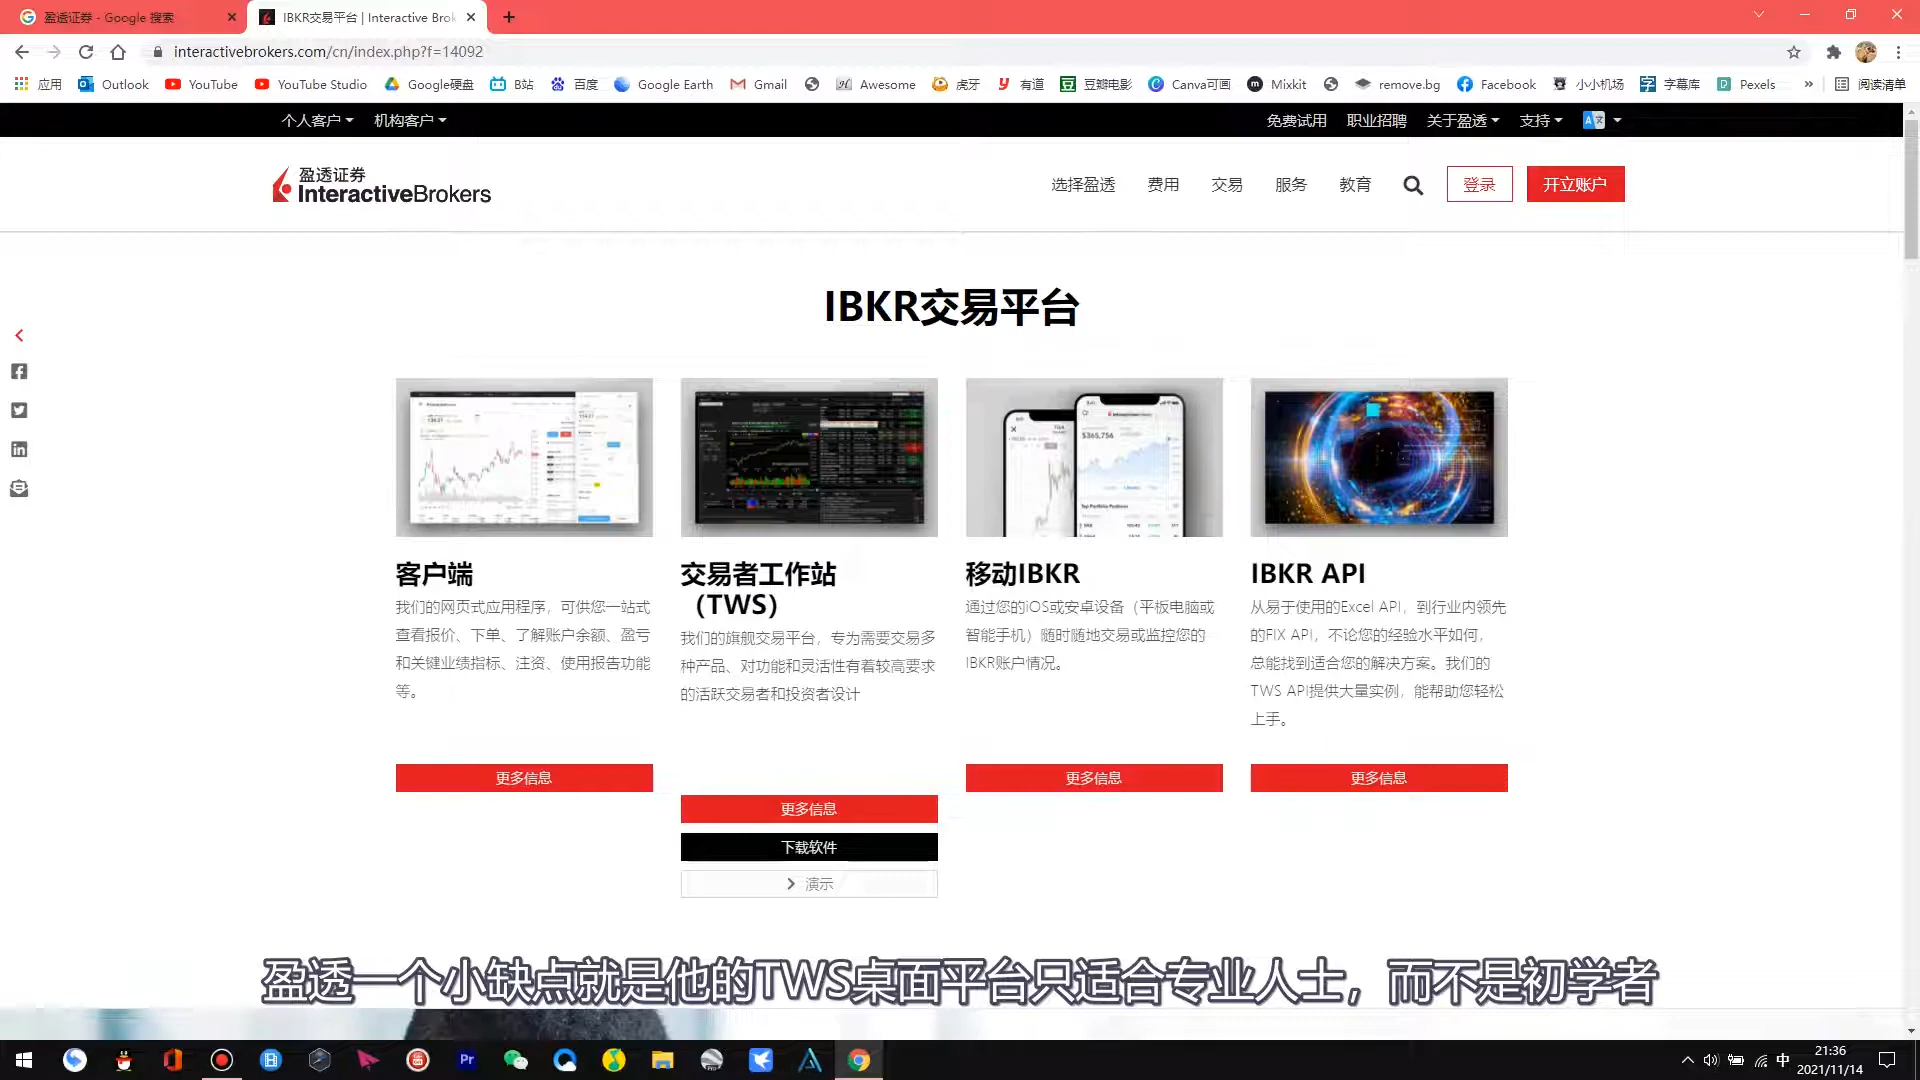 盈透证券 - Google 搜索
IBKR交易平台 | Interactive Brok
interactivebrokers.com/cn/index.php?f=14092
应用 Outlook YouTube YouTube Studio Google硬盘 B站 百度 Google Earth Gmail Awesome 虎牙 有道 豆瓣电影 Canva可画 Mixkit remove.bg Facebook 小小机场 字幕库 Pexels » 阅读清单
个人客户 机构客户 免费试用 职业招聘 关于盈透 支持
盈透证券
InteractiveBrokers
选择盈透 费用 交易 服务 教育 登录 开立账户
IBKR交易平台
客户端
我们的网页式应用程序，可供您一站式
查看报价、下单、了解账户余额、盈亏
和关键业绩指标、注资、使用报告功能
等。
更多信息
交易者工作站
（TWS）
我们的旗舰交易平台，专为需要交易多
种产品、对功能和灵活性有着较高要求
的活跃交易者和投资者设计
更多信息
下载软件
演示
$365,756
移动IBKR
通过您的iOS或安卓设备（平板电脑或
智能手机）随时随地交易或监控您的
IBKR账户情况。
更多信息
IBKR API
从易于使用的Excel API，到行业内领先
的FIX API，不论您的经验水平如何，
总能找到适合您的解决方案。我们的
TWS API提供大量实例，能帮助您轻松
上手。
更多信息
盈透一个小缺点就是他的TWS桌面平台只适合专业人士，而不是初学者
Pr
中
21:36
2021/11/14